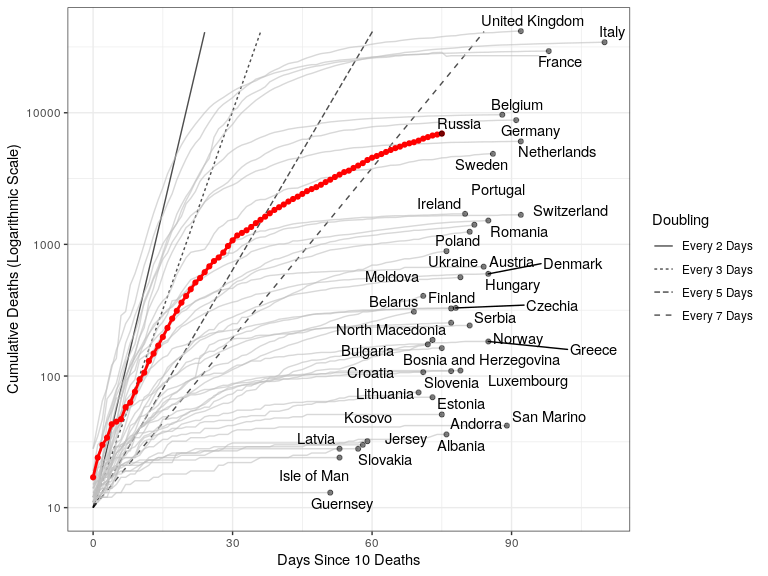 United Kingdom
Italy
France
Belgium
Russia
Germany
Netherlands
Sweden
Portugal
Ireland
Switzerland
Romania
Poland
Ukraine
Austria
Denmark
Moldova
Hungary
Belarus
Finland
Czechia
Serbia
North Macedonia
Norway
Greece
Bulgaria
Bosnia and Herzegovina
Croatia
Slovenia
Luxembourg
Lithuania
Estonia
Kosovo
San Marino
Andorra
Latvia
Jersey
Albania
Slovakia
Isle of Man
Guernsey
10000
1000
100
10
0
30
60
90
Days Since 10 Deaths
Cumulative Deaths (Logarithmic Scale)
Doubling
Every 2 Days
Every 3 Days
Every 5 Days
Every 7 Days